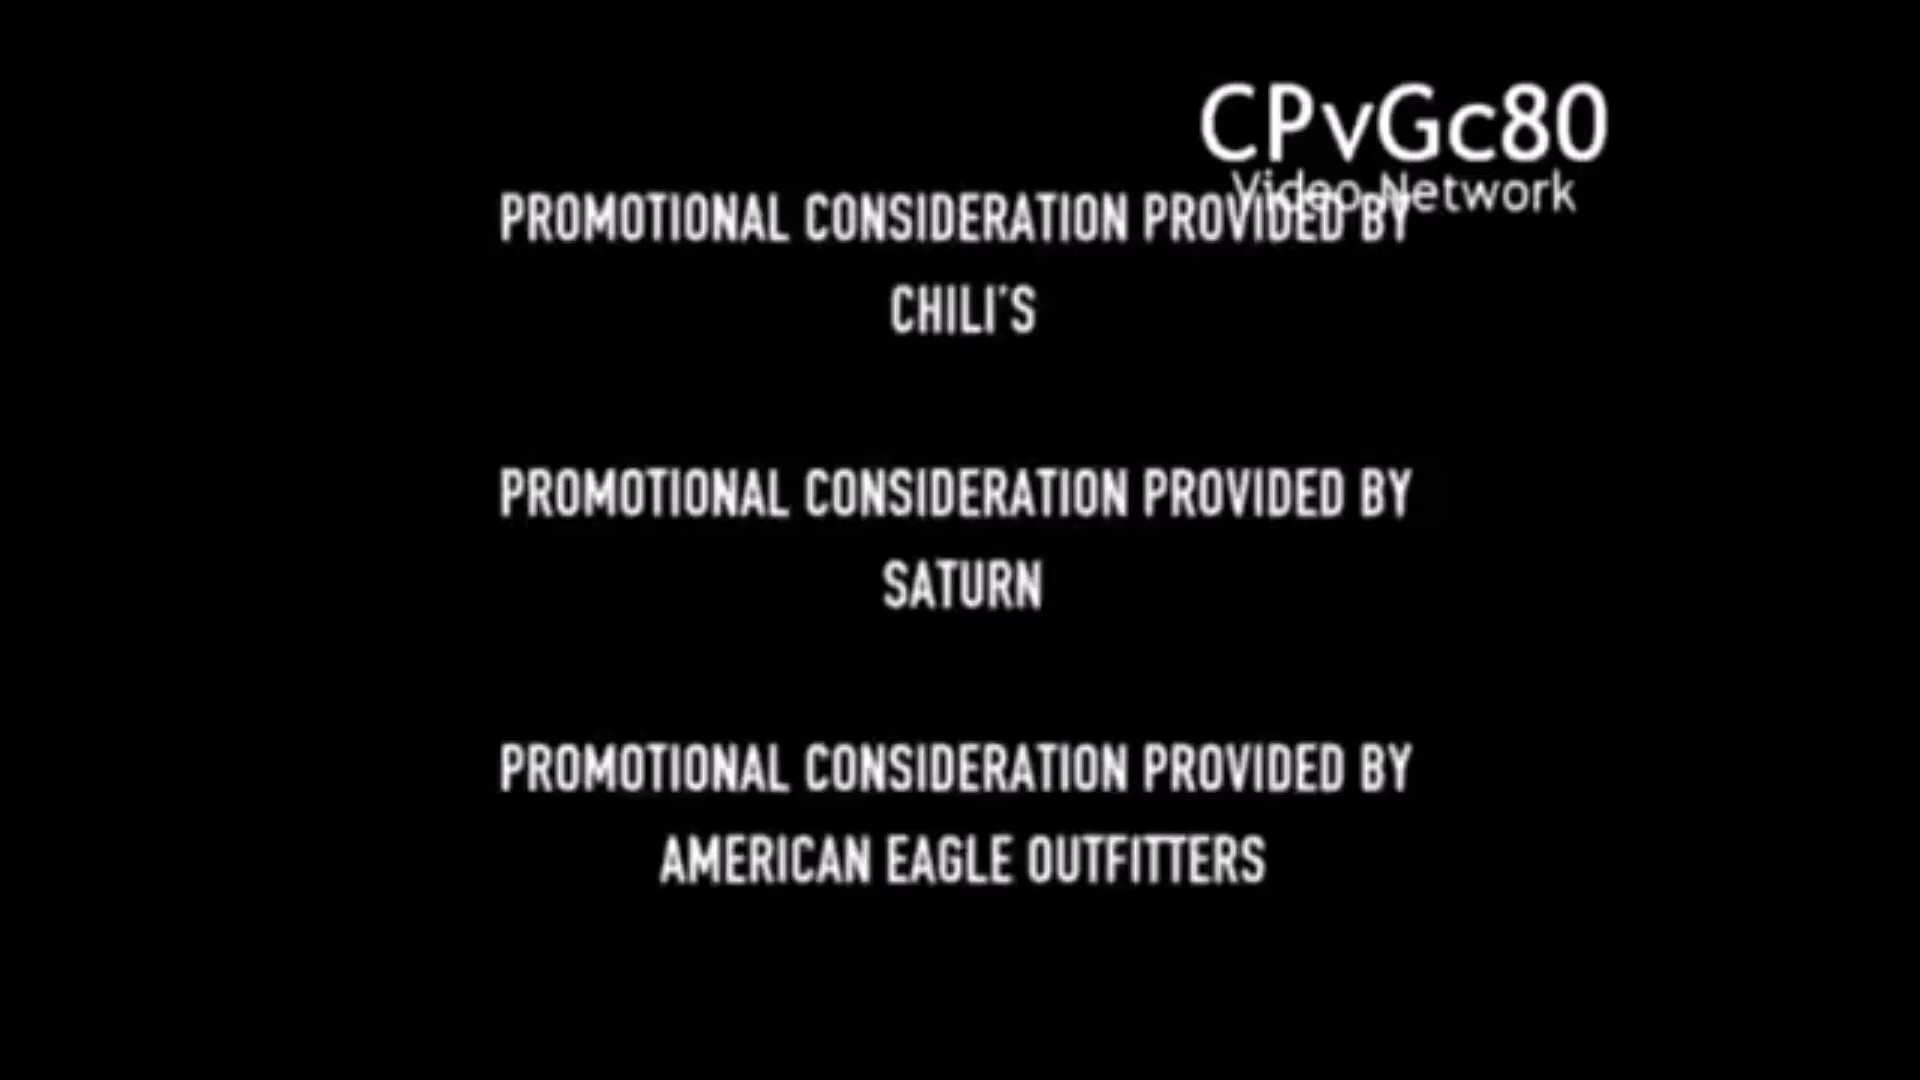 CPvGc80
Video Network
PROMOTIONAL CONSIDERATION PROVIDED BY
CHILI'S
PROMOTIONAL CONSIDERATION PROVIDED BY
SATURN
PROMOTIONAL CONSIDERATION PROVIDED BY
AMERICAN EAGLE OUTFITTERS